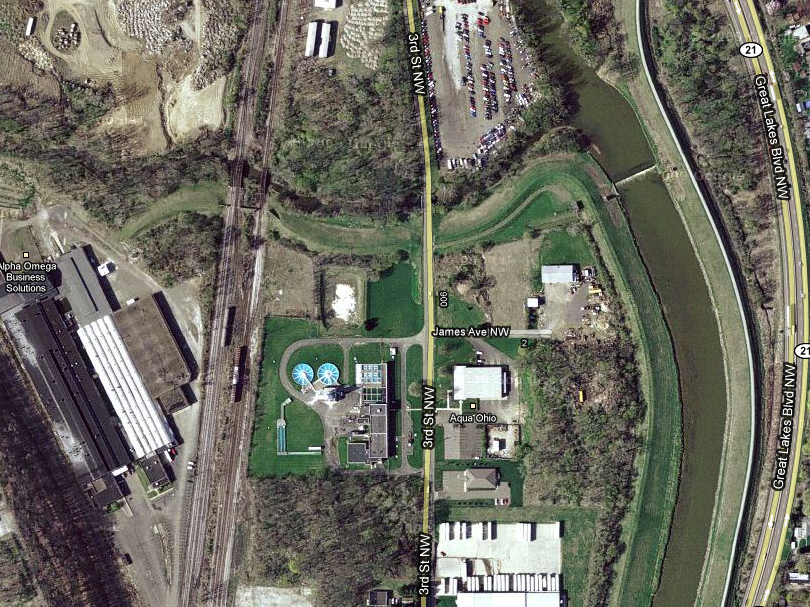 3rd St NW
21
Great Lakes Blvd NW
Alpha Omega
Business
Solutions
900
James Ave NW
2
21
3rd St NW
Aqua Ohio
Great Lakes Blvd NW
3rd St NW